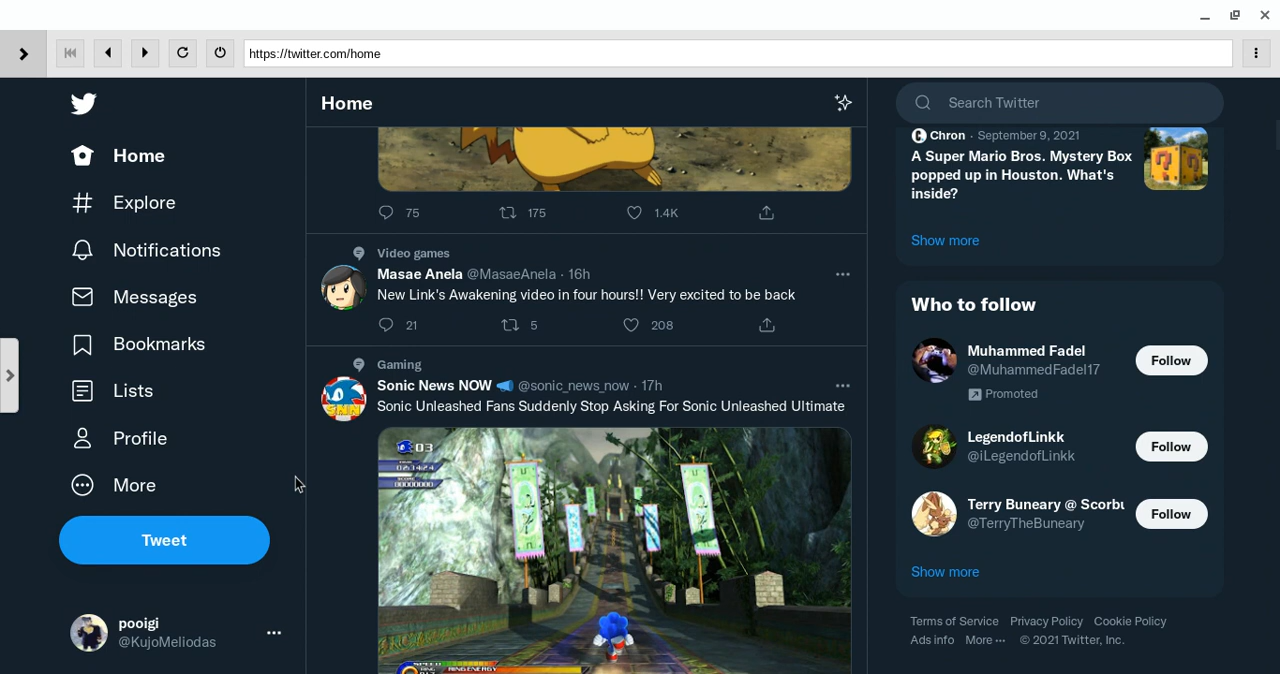 https://twitter.com/home
Home
Explore
Notifications
Messages
Bookmarks
Lists
Profile
More
Tweet
pooigi
@KujoMeliodas
Home
75 175 1.4K
Video games
Masae Anela @MasaeAnela · 16h
New Link's Awakening video in four hours!! Very excited to be back
21 5 208
Gaming
Sonic News NOW @sonic_news_now · 17h
Sonic Unleashed Fans Suddenly Stop Asking For Sonic Unleashed Ultimate
03
Search Twitter
Chron · September 9, 2021
A Super Mario Bros. Mystery Box
popped up in Houston. What's
inside?
Show more
Who to follow
Muhammed Fadel
@MuhammedFadel17
Promoted
Follow
LegendofLinkk
@iLegendofLinkk
Follow
Terry Buneary @ Scorbu
@TerryTheBuneary
Follow
Show more
Terms of Service Privacy Policy Cookie Policy
Ads info More ··· © 2021 Twitter, Inc.